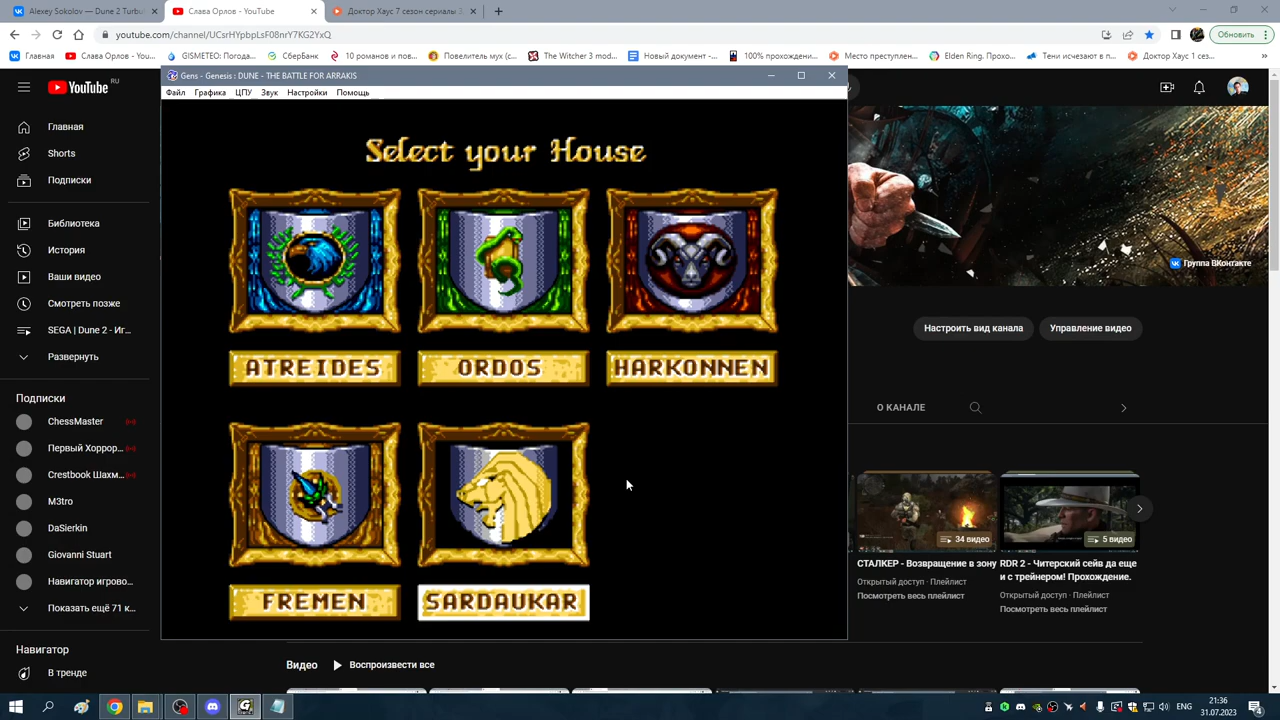 Alexey Sokolov — Dune 2 Turbul
Слава Орлов - YouTube
Доктор Хаус 7 сезон сериалы 3
youtube.com/channel/UCsrHYpbpLsF08nrY7KG2YxQ
Обновить
Главная
Слава Орлов - YouT...
GISMETEO: Погода...
СберБанк
10 романов и пов...
Повелитель мух (с...
The Witcher 3 mod...
Новый документ -...
100% прохождени...
Место преступлен...
Elden Ring. Прохо...
Тени исчезают в п...
Доктор Хаус 1 сез...
Gens - Genesis : DUNE - THE BATTLE FOR ARRAKIS
Файл Графика ЦПУ Звук Настройки Помощь
YouTube RU
Главная
Shorts
Подписки
Библиотека
История
Ваши видео
Смотреть позже
SEGA | Dune 2 - Иг...
Развернуть
Подписки
ChessMaster
Первый Хоррор...
Crestbook Шахм...
M3tro
DaSierkin
Giovanni Stuart
Навигатор игрово...
Показать ещё 71 к...
Навигатор
В тренде
Select your House
ATREIDES ORDOS HARKONNEN
FREMEN SARDAUKAR
Группа ВКонтакте
Настроить вид канала
Управление видео
О КАНАЛЕ
34 видео
5 видео
СТАЛКЕР - Возвращение в зону
Открытый доступ · Плейлист
Посмотреть весь плейлист
RDR 2 - Читерский сейв да еще
и с трейнером! Прохождение.
Открытый доступ · Плейлист
Посмотреть весь плейлист
Видео
Воспроизвести все
ENG
21:36
31.07.2023
4